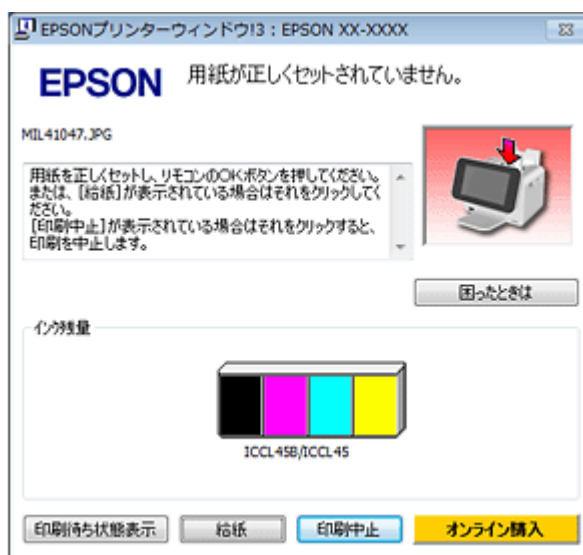 EPSONプリンターウィンドウ!3 : EPSON XX-XXXX
EPSON
用紙が正しくセットされていません。
MIL41047.JPG
用紙を正しくセットし、リモコンのOKボタンを押してください。
または、[給紙]が表示されている場合はそれをクリックしてく
ださい。
[印刷中止]が表示されている場合はそれをクリックすると、
印刷を中止します。
困ったときは
インク残量
ICCL45B/ICCL45
印刷待ち状態表示
給紙
印刷中止
オンライン購入